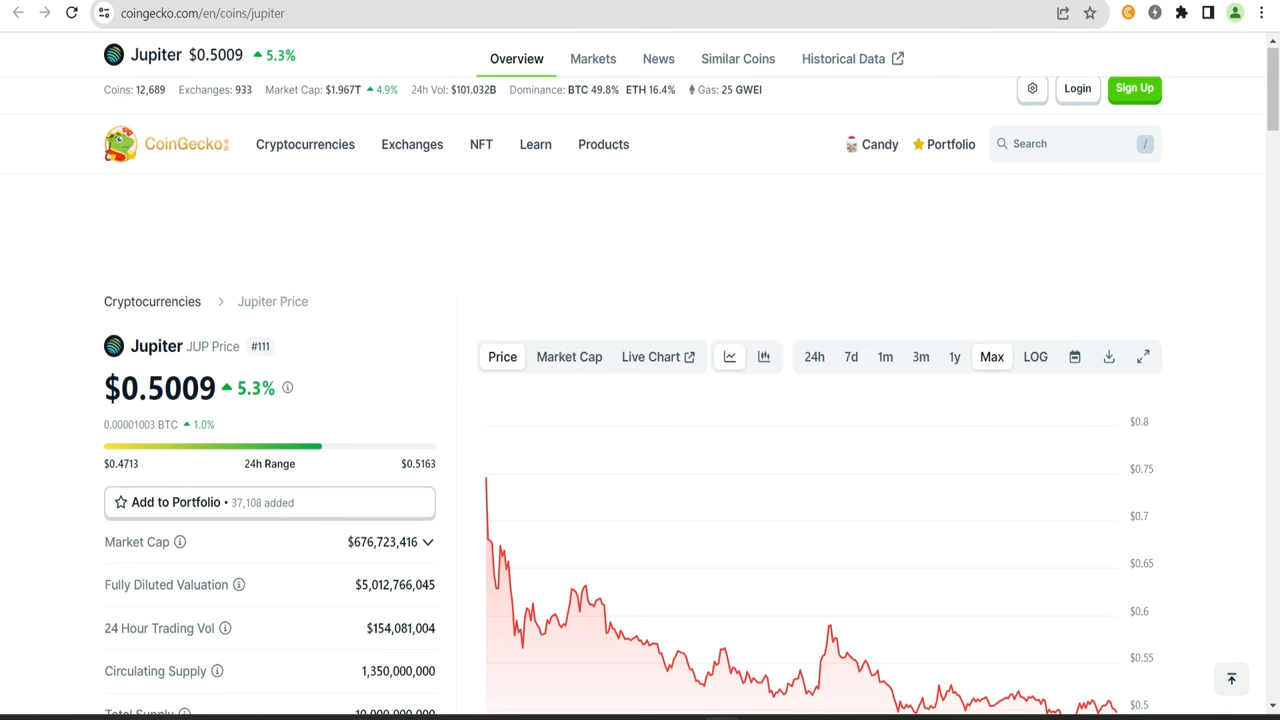 coingecko.com/en/coins/jupiter
Jupiter $0.5009 5.3%
Overview Markets News Similar Coins Historical Data
Coins: 12,689 Exchanges: 933 Market Cap: $1.967T 4.9% 24h Vol: $101.032B Dominance: BTC 49.8% ETH 16.4% Gas: 25 GWEI
Login Sign Up
CoinGecko Cryptocurrencies Exchanges NFT Learn Products Candy Portfolio Search /
Cryptocurrencies > Jupiter Price
Jupiter JUP Price #111
Price Market Cap Live Chart 24h 7d 1m 3m 1y Max LOG
$0.5009 5.3%
0.00001003 BTC 1.0%
$0.4713 24h Range $0.5163
Add to Portfolio • 37,108 added
Market Cap $676,723,416
Fully Diluted Valuation $5,012,766,045
24 Hour Trading Vol $154,081,004
Circulating Supply 1,350,000,000
Total Supply 10,000,000,000
$0.8
$0.75
$0.7
$0.65
$0.6
$0.55
$0.5